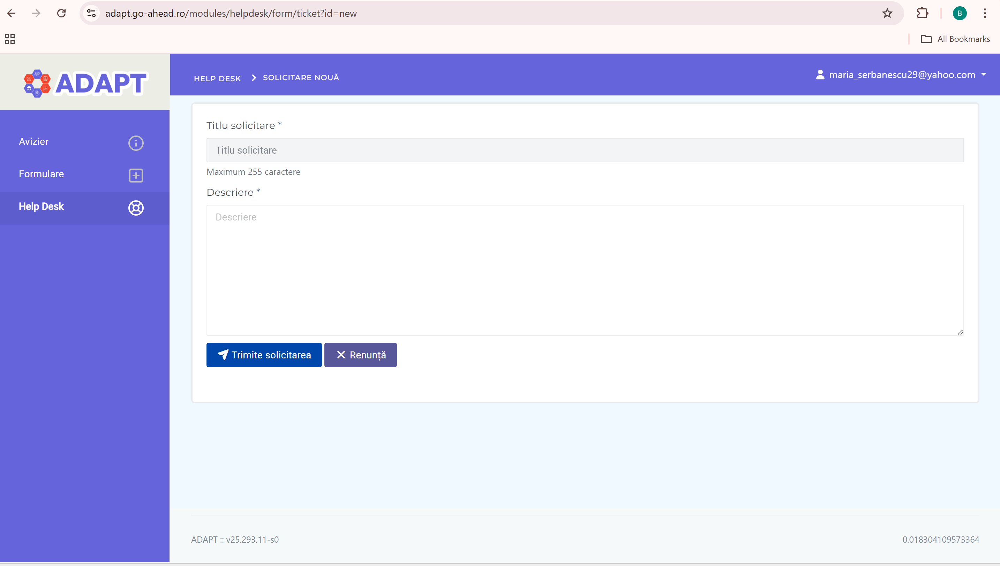 adapt.go-ahead.ro/modules/helpdesk/form/ticket?id=new
B
All Bookmarks
ADAPT
HELP DESK
SOLICITARE NOUĂ
maria_serbanescu29@yahoo.com
Avizier
Formulare
Help Desk
Titlu solicitare *
Titlu solicitare
Maximum 255 caractere
Descriere *
Descriere
Trimite solicitarea
Renunță
ADAPT :: v25.293.11-s0
0.018304109573364